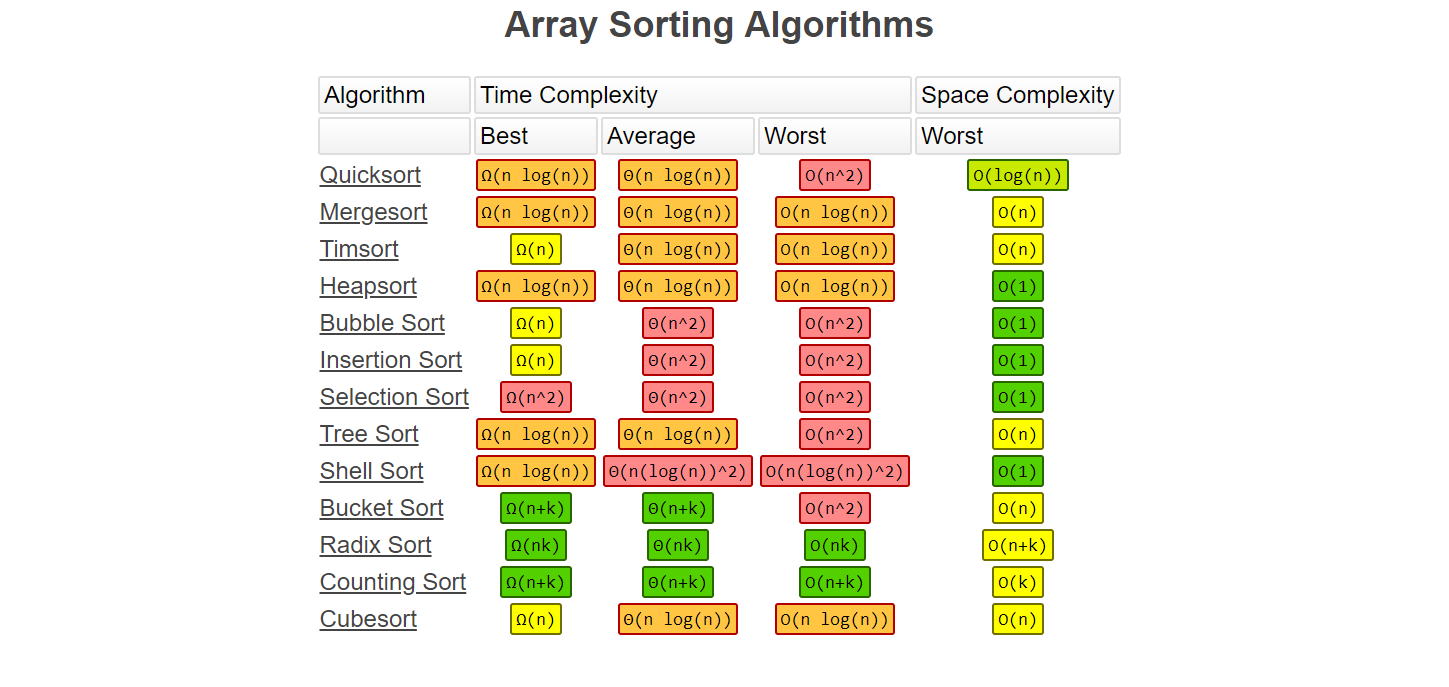 Array Sorting Algorithms
Algorithm Time Complexity Space Complexity
Best Average Worst Worst
Quicksort Ω(n log(n)) Θ(n log(n)) O(n^2) O(log(n))
Mergesort Ω(n log(n)) Θ(n log(n)) O(n log(n)) O(n)
Timsort Ω(n) Θ(n log(n)) O(n log(n)) O(n)
Heapsort Ω(n log(n)) Θ(n log(n)) O(n log(n)) O(1)
Bubble Sort Ω(n) Θ(n^2) O(n^2) O(1)
Insertion Sort Ω(n) Θ(n^2) O(n^2) O(1)
Selection Sort Ω(n^2) Θ(n^2) O(n^2) O(1)
Tree Sort Ω(n log(n)) Θ(n log(n)) O(n^2) O(n)
Shell Sort Ω(n log(n)) Θ(n(log(n))^2) O(n(log(n))^2) O(1)
Bucket Sort Ω(n+k) Θ(n+k) O(n^2) O(n)
Radix Sort Ω(nk) Θ(nk) O(nk) O(n+k)
Counting Sort Ω(n+k) Θ(n+k) O(n+k) O(k)
Cubesort Ω(n) Θ(n log(n)) O(n log(n)) O(n)